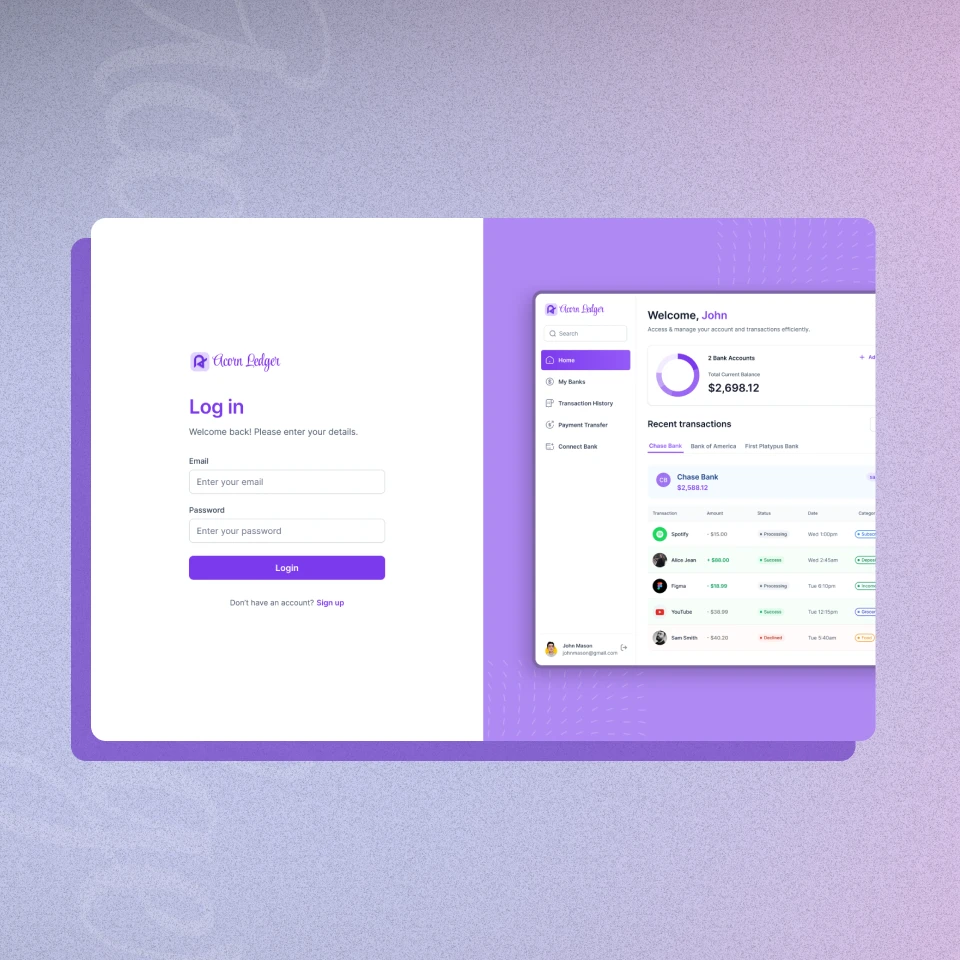 Acorn Ledger
Log in
Welcome back! Please enter your details.
Email
Enter your email
Password
Enter your password
Login
Don't have an account? Sign up
Acorn Ledger
Search
Home
My Banks
Transaction History
Payment Transfer
Connect Bank
John Mason
johnmason@gmail.com
Welcome, John
Access & manage your account and transactions efficiently.
2 Bank Accounts
Ad
Total Current Balance
$2,698.12
Recent transactions
Chase Bank Bank of America First Platypus Bank
CB
Chase Bank
$2,588.12
Transaction Amount Status Date Categor
Spotify - $15.00 Processing Wed 1:00pm Subsc
Alice Jean + $88.00 Success Wed 2:45am Depos
Figma - $18.99 Processing Tue 6:10pm Incom
YouTube - $38.99 Success Tue 12:15pm Groce
Sam Smith - $40.20 Declined Tue 5:40am Food